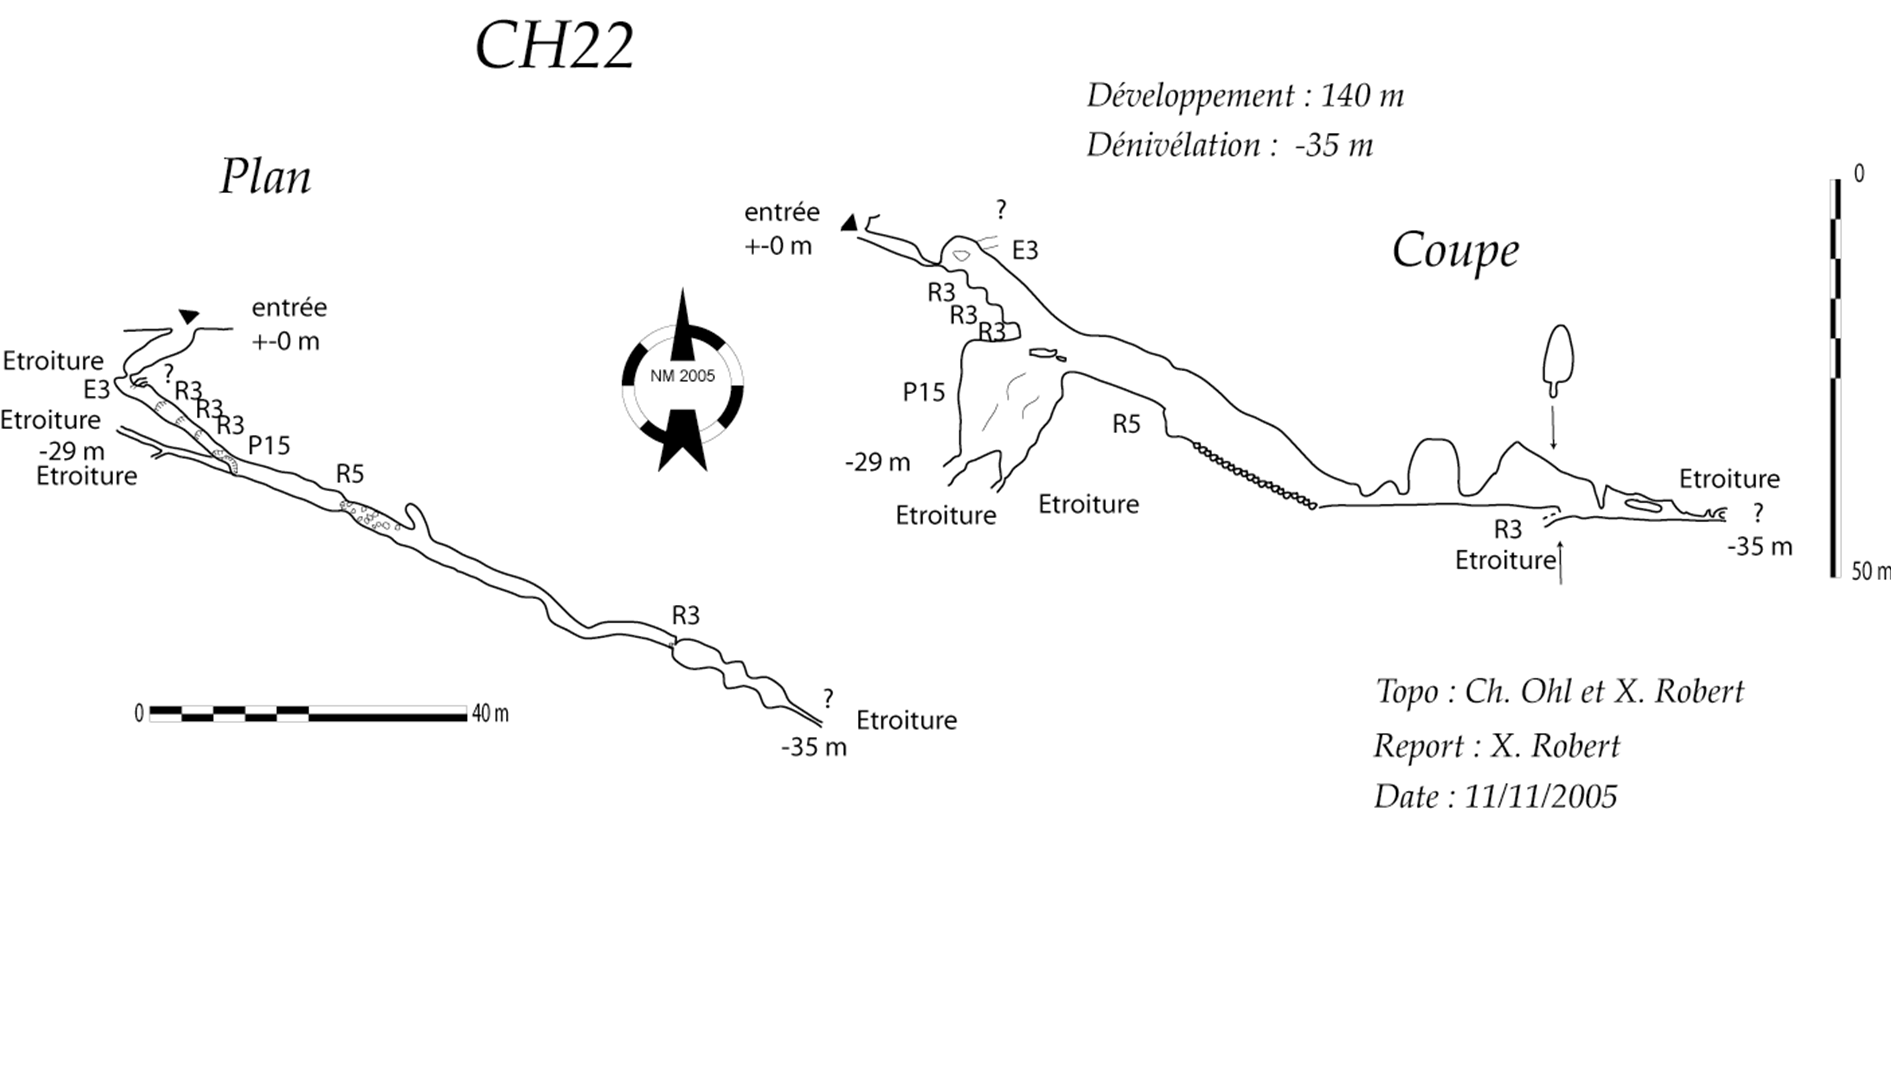 CH22
Développement : 140 m
Dénivélation : -35 m
Plan
entrée
+-0 m
Etroiture
E3
?
R3
R3
R3
Etroiture
-29 m
Etroiture
P15
R5
R3
?
Etroiture
-35 m
0
40 m
NM 2005
Coupe
entrée
+-0 m
?
E3
R3
R3
R3
P15
R5
-29 m
Etroiture
Etroiture
R3
Etroiture
Etroiture
?
-35 m
0
50 m
Topo : Ch. Ohl et X. Robert
Report : X. Robert
Date : 11/11/2005